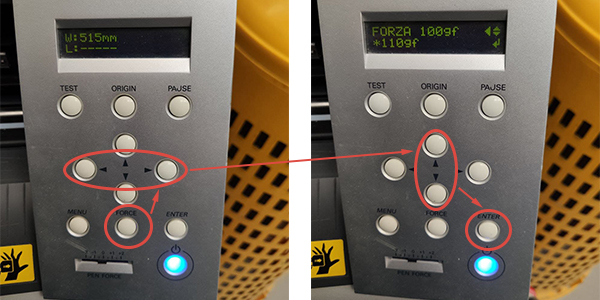 W:515mm
L:-----
TEST
ORIGIN
PAUSE
MENU
FORCE
ENTER
PEN FORCE
FORZA 100gf
*110gf
TEST
ORIGIN
PAUSE
MENU
FORCE
ENTER
PEN FORCE